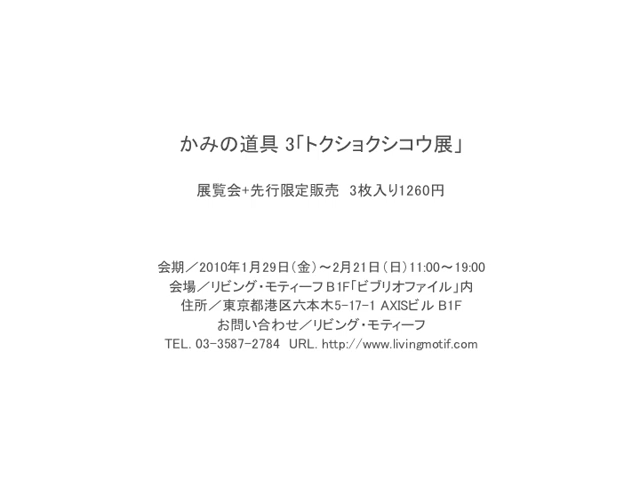 かみの道具 3「トクショクシコウ展」
展覧会+先行限定販売　3枚入り1260円
会期／2010年1月29日（金）～2月21日（日）11:00～19:00
会場／リビング・モティーフ B1F「ビブリオファイル」内
住所／東京都港区六本木5-17-1 AXISビル B1F
お問い合わせ／リビング・モティーフ
TEL. 03-3587-2784　URL. http://www.livingmotif.com